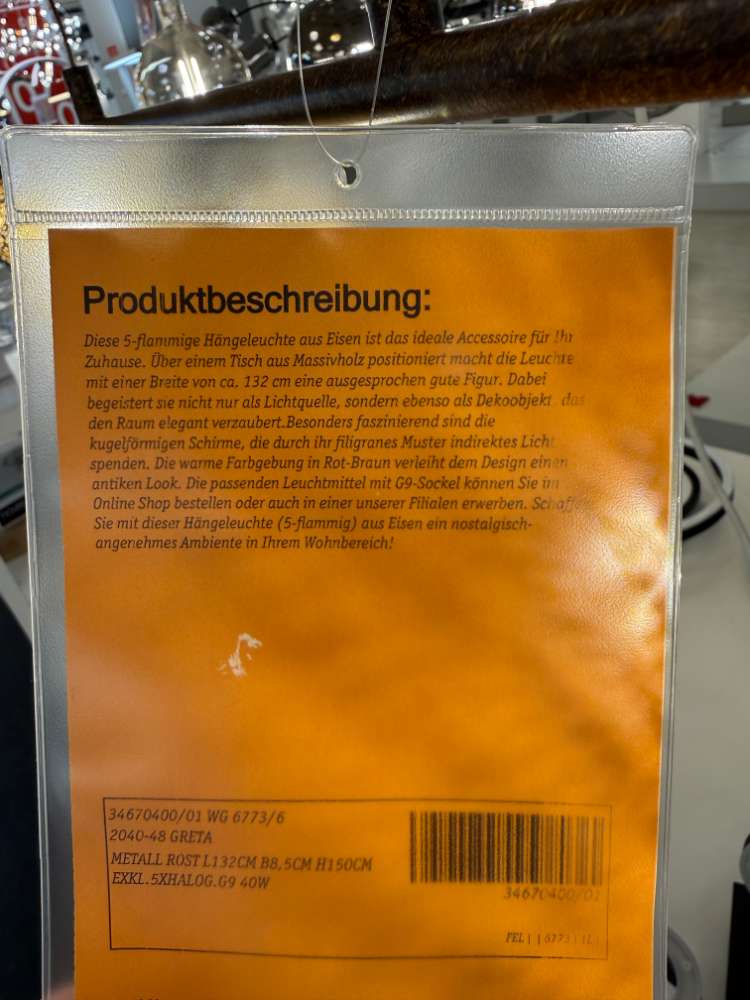 Produktbeschreibung:
Diese 5-flammige Hängeleuchte aus Eisen ist das ideale Accessoire für Ihr
Zuhause. Über einem Tisch aus Massivholz positioniert macht die Leuchte
mit einer Breite von ca. 132 cm eine ausgesprochen gute Figur. Dabei
begeistert sie nicht nur als Lichtquelle, sondern ebenso als Dekoobjekt, das
den Raum elegant verzaubert.Besonders faszinierend sind die
kugelförmigen Schirme, die durch ihr filigranes Muster indirektes Licht
spenden. Die warme Farbgebung in Rot-Braun verleiht dem Design einen
antiken Look. Die passenden Leuchtmittel mit G9-Sockel können Sie im
Online Shop bestellen oder auch in einer unserer Filialen erwerben. Schaffen
Sie mit dieser Hängeleuchte (5-flammig) aus Eisen ein nostalgisch-
angenehmes Ambiente in Ihrem Wohnbereich!
34670400/01 WG 6773/6
2040-48 GRETA
METALL ROST L132CM B8,5CM H150CM
EXKL.5XHALOG.G9 40W
34670400/01